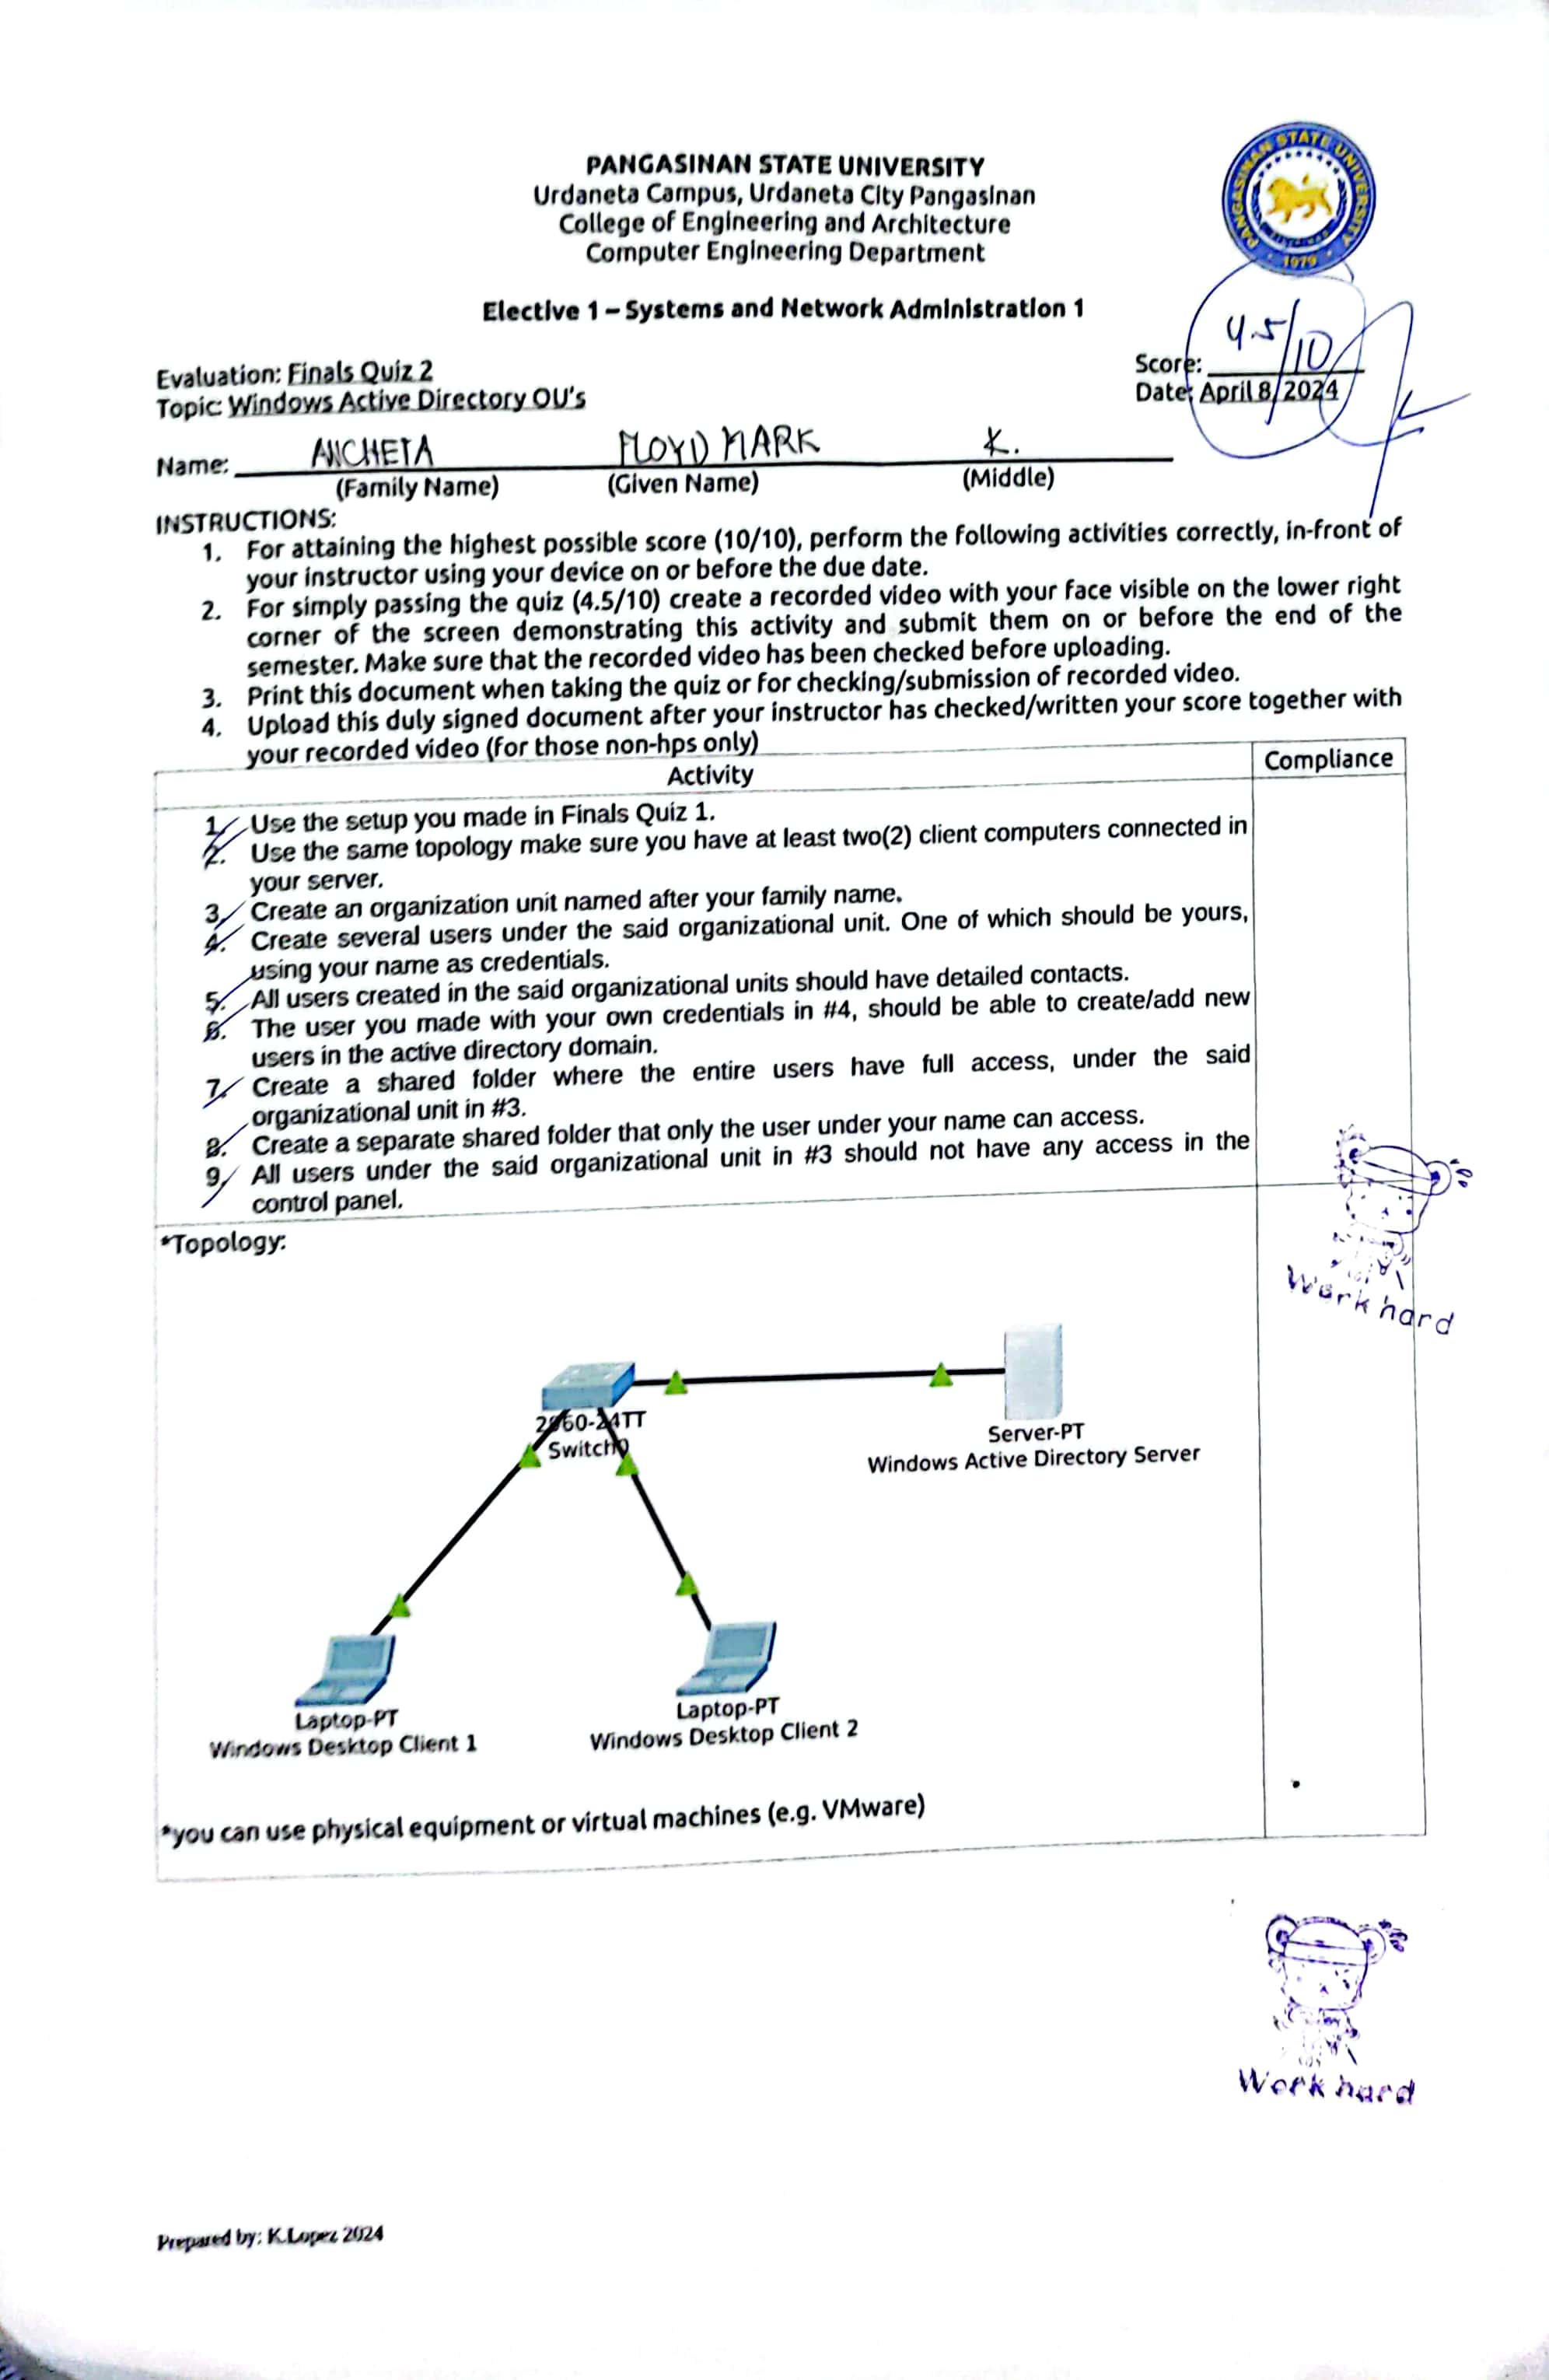 PANGASINAN STATE UNIVERSITY
Urdaneta Campus, Urdaneta City Pangasinan
College of Engineering and Architecture
Computer Engineering Department
PANGASINAN STATE UNIVERSITY
1979
Elective 1 – Systems and Network Administration 1
Evaluation: Finals Quiz 2
Score: 4.5/10
Topic: Windows Active Directory OU's
Date: April 8, 2024
Name: ANCHETA FLOYD MARK K.
(Family Name) (Given Name) (Middle)
INSTRUCTIONS:
1. For attaining the highest possible score (10/10), perform the following activities correctly, in-front of
your instructor using your device on or before the due date.
2. For simply passing the quiz (4.5/10) create a recorded video with your face visible on the lower right
corner of the screen demonstrating this activity and submit them on or before the end of the
semester. Make sure that the recorded video has been checked before uploading.
3. Print this document when taking the quiz or for checking/submission of recorded video.
4. Upload this duly signed document after your instructor has checked/written your score together with
your recorded video (for those non-hps only)
Activity Compliance
1. Use the setup you made in Finals Quiz 1.
2. Use the same topology make sure you have at least two(2) client computers connected in
your server.
3. Create an organization unit named after your family name.
4. Create several users under the said organizational unit. One of which should be yours,
using your name as credentials.
5. All users created in the said organizational units should have detailed contacts.
6. The user you made with your own credentials in #4, should be able to create/add new
users in the active directory domain.
7. Create a shared folder where the entire users have full access, under the said
organizational unit in #3.
8. Create a separate shared folder that only the user under your name can access.
9. All users under the said organizational unit in #3 should not have any access in the
control panel.
*Topology:
Work hard
2960-24TT
Switch0
Server-PT
Windows Active Directory Server
Laptop-PT
Windows Desktop Client 1
Laptop-PT
Windows Desktop Client 2
*you can use physical equipment or virtual machines (e.g. VMware)
Work hard
Prepared by: K.Lopez 2024